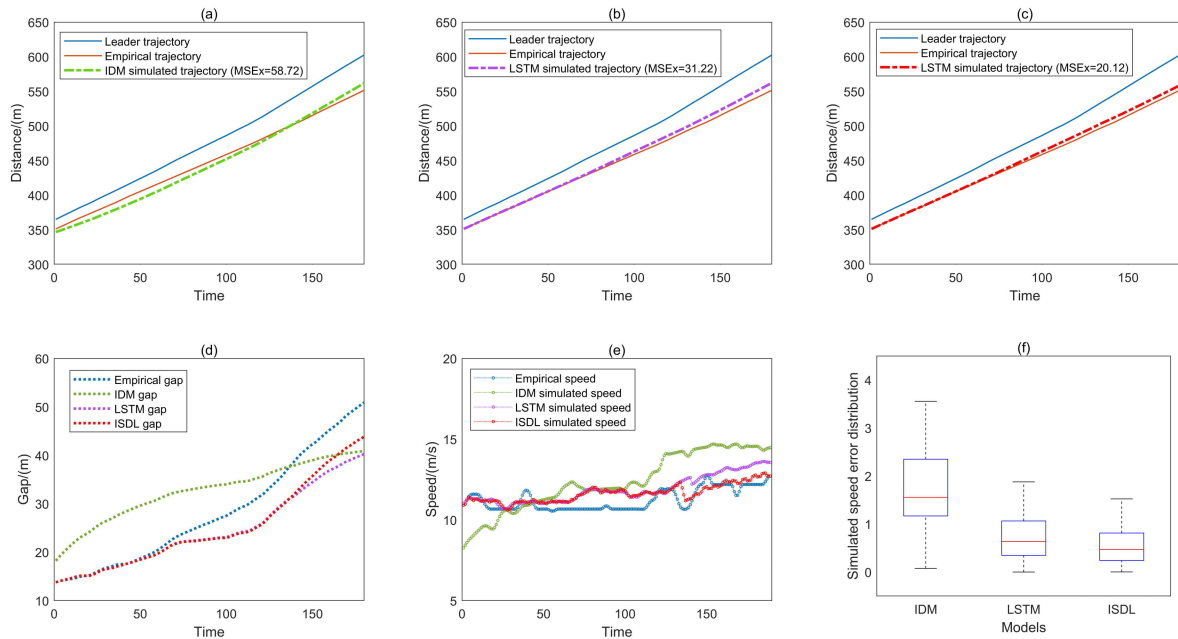 (a)
650
600
550
500
450
400
350
300
Distance/(m)
Leader trajectory
Empirical trajectory
IDM simulated trajectory (MSEx=58.72)
0
50
100
150
Time
(b)
650
600
550
500
450
400
350
300
Distance/(m)
Leader trajectory
Empirical trajectory
LSTM simulated trajectory (MSEx=31.22)
0
50
100
150
Time
(c)
650
600
550
500
450
400
350
300
Distance/(m)
Leader trajectory
Empirical trajectory
LSTM simulated trajectory (MSEx=20.12)
0
50
100
150
Time
(d)
60
50
40
30
20
10
Gap/(m)
Empirical gap
IDM gap
LSTM gap
ISDL gap
0
50
100
150
Time
(e)
20
15
10
5
Speed/(m/s)
Empirical speed
IDM simulated speed
LSTM simulated speed
ISDL simulated speed
0
50
100
150
Time
(f)
4
3
2
1
0
Simulated speed error distribution
IDM
LSTM
ISDL
Models